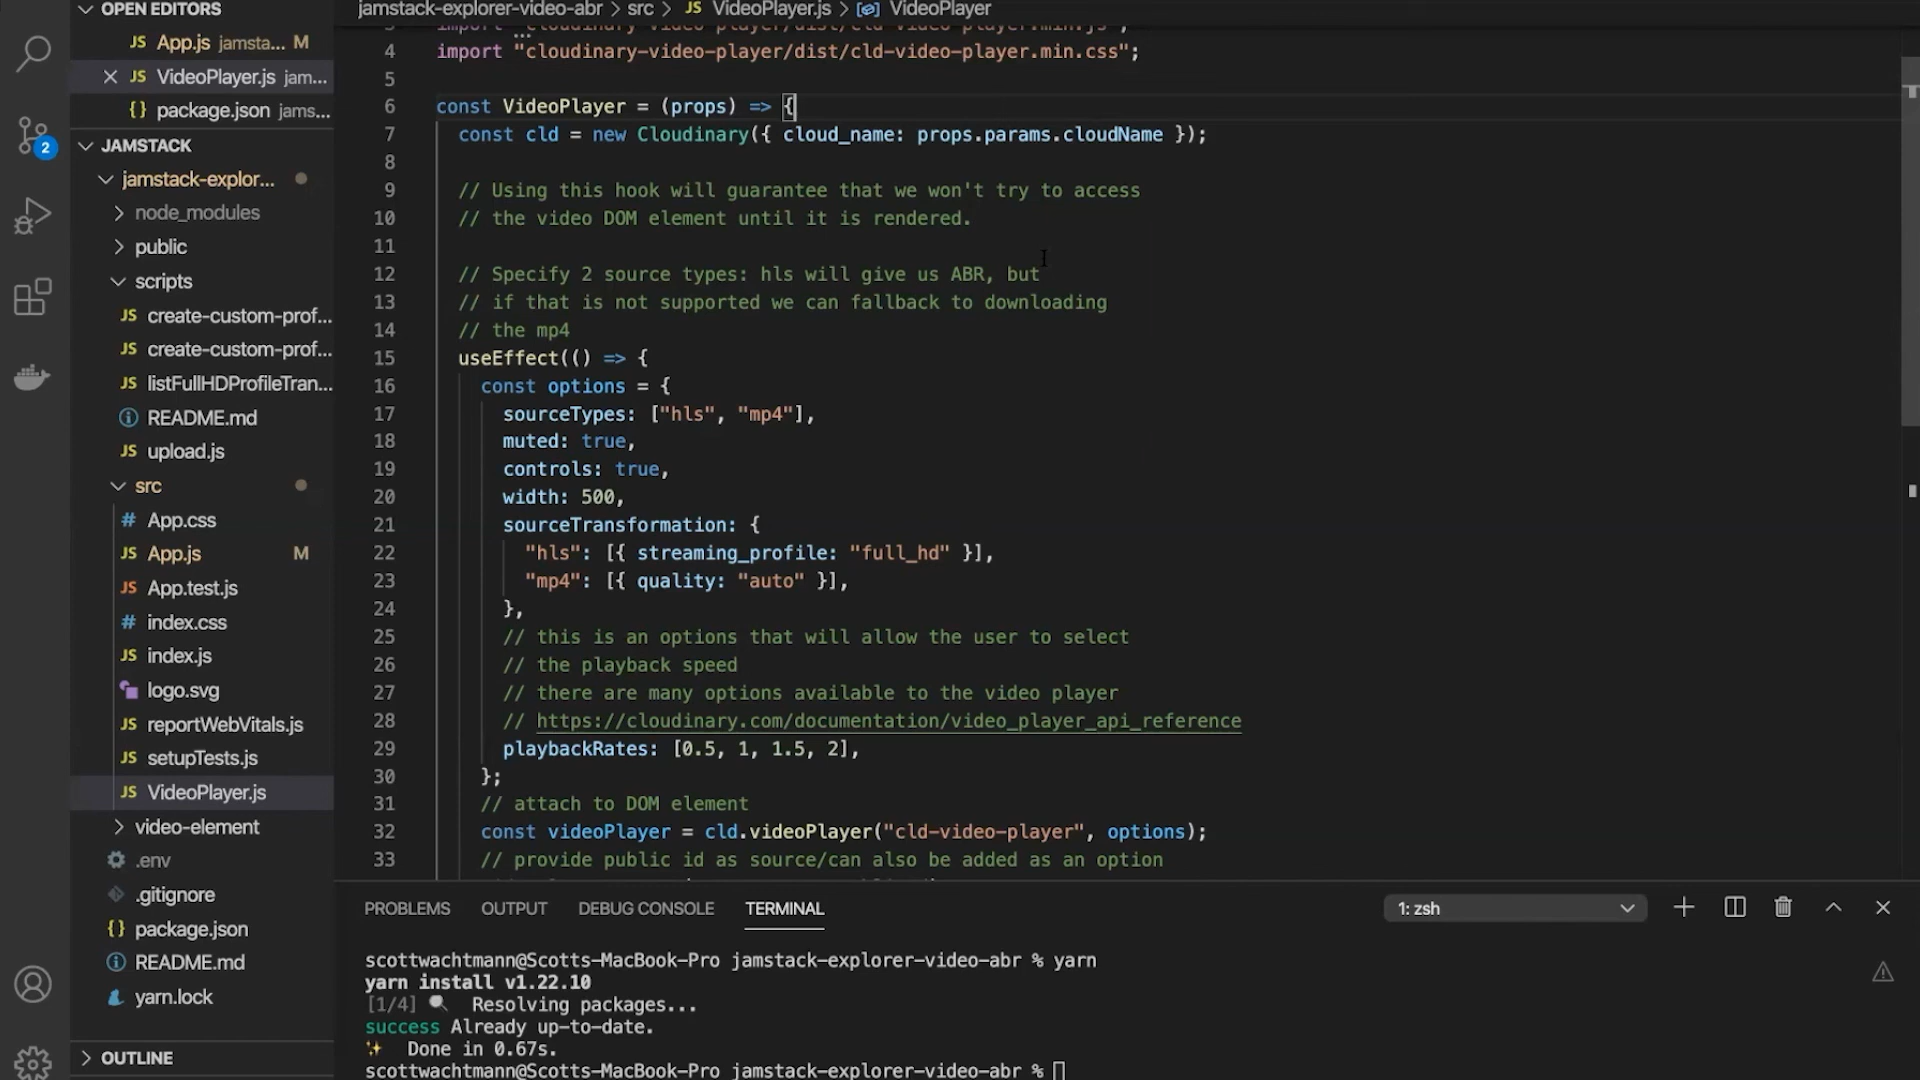 OPEN EDITORS
JS App.js jamsta... M
JS VideoPlayer.js jam...
{} package.json jams...
JAMSTACK
jamstack-explor...
node_modules
public
scripts
JS create-custom-prof...
JS create-custom-prof...
JS listFullHDProfileTran...
README.md
JS upload.js
src
# App.css
JS App.js M
JS App.test.js
# index.css
JS index.js
logo.svg
JS reportWebVitals.js
JS setupTests.js
JS VideoPlayer.js
video-element
.env
.gitignore
{} package.json
README.md
yarn.lock
OUTLINE
2
jamstack-explorer-video-abr > src > JS VideoPlayer.js > VideoPlayer
3 import "cloudinary-video-player/dist/cld-video-player.min.js";
4 import "cloudinary-video-player/dist/cld-video-player.min.css";
5
6 const VideoPlayer = (props) => {
7 const cld = new Cloudinary({ cloud_name: props.params.cloudName });
8
9 // Using this hook will guarantee that we won't try to access
10 // the video DOM element until it is rendered.
11
12 // Specify 2 source types: hls will give us ABR, but
13 // if that is not supported we can fallback to downloading
14 // the mp4
15 useEffect(() => {
16 const options = {
17 sourceTypes: ["hls", "mp4"],
18 muted: true,
19 controls: true,
20 width: 500,
21 sourceTransformation: {
22 "hls": [{ streaming_profile: "full_hd" }],
23 "mp4": [{ quality: "auto" }],
24 },
25 // this is an options that will allow the user to select
26 // the playback speed
27 // there are many options available to the video player
28 // https://cloudinary.com/documentation/video_player_api_reference
29 playbackRates: [0.5, 1, 1.5, 2],
30 };
31 // attach to DOM element
32 const videoPlayer = cld.videoPlayer("cld-video-player", options);
33 // provide public id as source/can also be added as an option
PROBLEMS OUTPUT DEBUG CONSOLE TERMINAL 1: zsh
scottwachtmann@Scotts-MacBook-Pro jamstack-explorer-video-abr % yarn
yarn install v1.22.10
[1/4] 🔍 Resolving packages...
success Already up-to-date.
✨ Done in 0.67s.
scottwachtmann@Scotts-MacBook-Pro jamstack-explorer-video-abr %